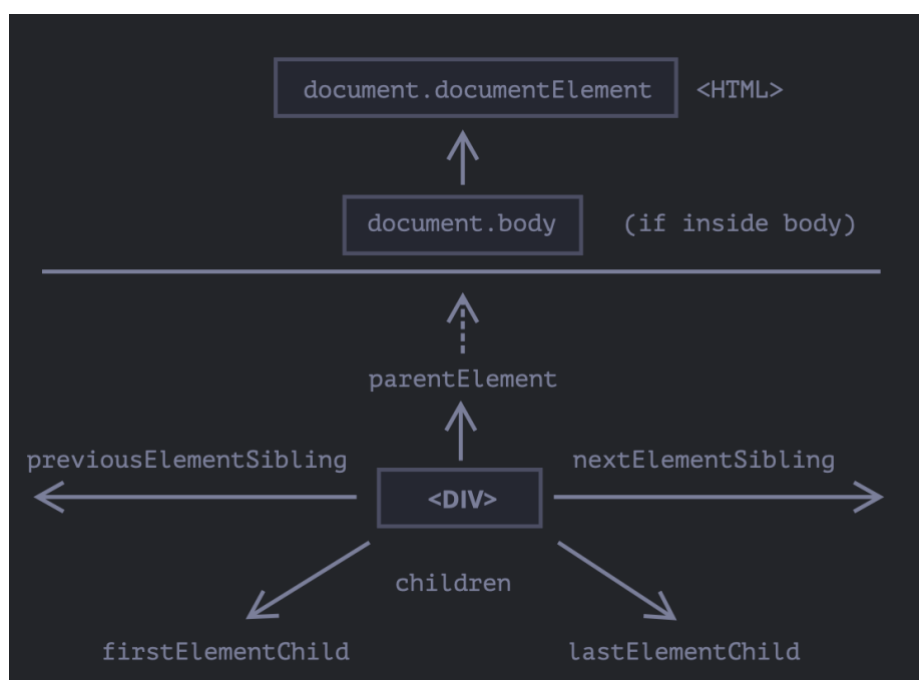 document.documentElement <HTML>
document.body (if inside body)
parentElement
previousElementSibling nextElementSibling
<DIV>
children
firstElementChild lastElementChild